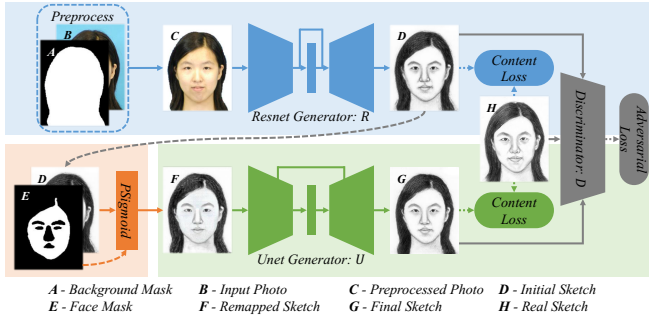 Preprocess
B
A
C
D
Content
Loss
Resnet Generator: R
H
Discriminator: D
Adversarial
Loss
D
E
PSigmoid
F
G
Content
Loss
Unet Generator: U
A - Background Mask B - Input Photo C - Preprocessed Photo D - Initial Sketch
E - Face Mask F - Remapped Sketch G - Final Sketch H - Real Sketch